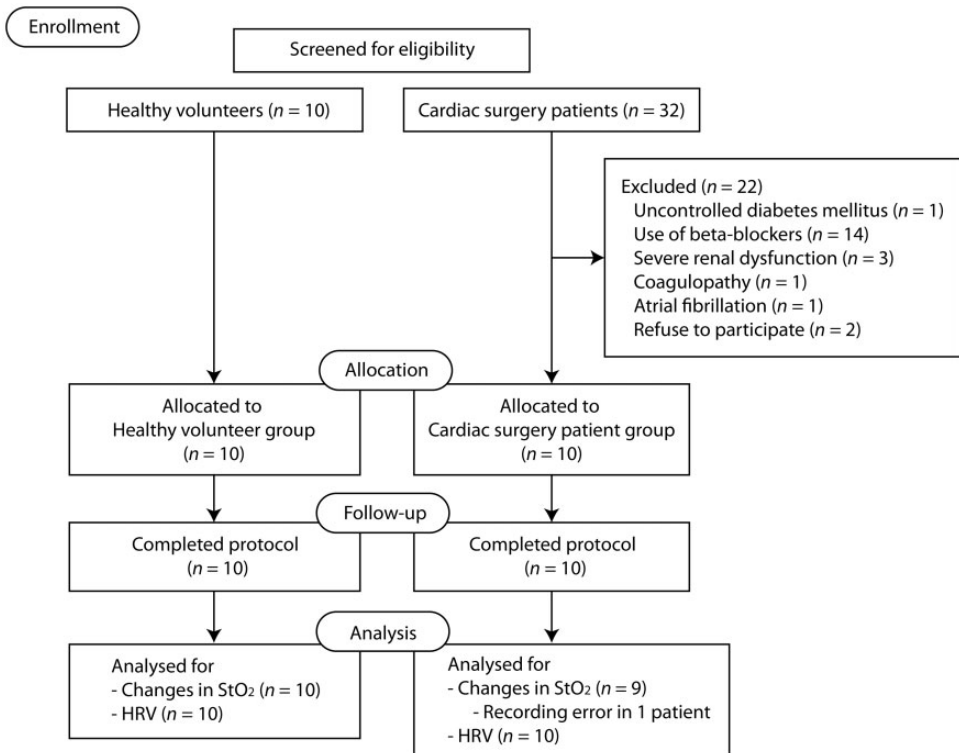 Enrollment
Screened for eligibility
Healthy volunteers (n = 10)
Cardiac surgery patients (n = 32)
Excluded (n = 22)
Uncontrolled diabetes mellitus (n = 1)
Use of beta-blockers (n = 14)
Severe renal dysfunction (n = 3)
Coagulopathy (n = 1)
Atrial fibrillation (n = 1)
Refuse to participate (n = 2)
Allocation
Allocated to
Healthy volunteer group
(n = 10)
Allocated to
Cardiac surgery patient group
(n = 10)
Follow-up
Completed protocol
(n = 10)
Completed protocol
(n = 10)
Analysis
Analysed for
- Changes in StO₂ (n = 10)
- HRV (n = 10)
Analysed for
- Changes in StO₂ (n = 9)
- Recording error in 1 patient
- HRV (n = 10)